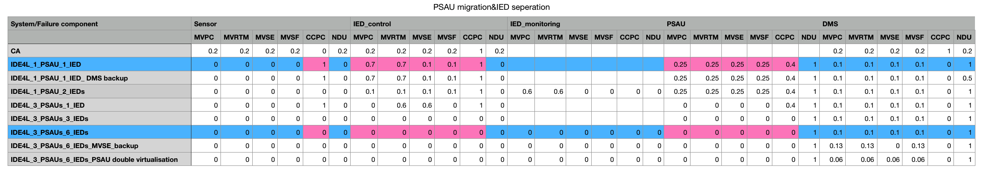 PSAU migration&IED seperation
System/Failure component Sensor IED_control IED_monitoring PSAU DMS
MVPC MVRTM MVSE MVSF CCPC NDU MVPC MVRTM MVSE MVSF CCPC NDU MVPC MVRTM MVSE MVSF CCPC NDU MVPC MVRTM MVSE MVSF CCPC NDU MVPC MVRTM MVSE MVSF CCPC NDU
CA 0.2 0.2 0.2 0.2 0 0.2 0.2 0.2 0.2 0.2 1 0.2 0.2 0.2 0.2 0.2 1 0.2
IDE4L_1_PSAU_1_IED 0 0 0 0 1 0 0.7 0.7 0.1 0.1 1 0 0.25 0.25 0.25 0.25 0.4 1 0.1 0.1 0.1 0.1 0 1
IDE4L_1_PSAU_1_IED_ DMS backup 0 0 0 0 1 0 0.7 0.7 0.1 0.1 1 0 0.25 0.25 0.25 0.25 0.4 1 0.1 0.1 0.1 0.1 0 0.5
IDE4L_1_PSAU_2_IEDs 0 0 0 0 0 0 0.1 0.1 0.1 0.1 1 0 0.6 0.6 0 0 0 0 0.25 0.25 0.25 0.25 0.4 1 0.1 0.1 0.1 0.1 0 1
IDE4L_3_PSAUs_1_IED 0 0 0 0 1 0 0 0.6 0.6 0 1 0 0 0 0 0 0.4 1 0.1 0.1 0.1 0.1 0 1
IDE4L_3_PSAUs_3_IEDs 0 0 0 0 0 0 0 0 0 0 0 0 0 0 0 0 0 1 0.1 0.1 0.1 0.1 0 1
IDE4L_3_PSAUs_6_IEDs 0 0 0 0 0 0 0 0 0 0 0 0 0 0 0 0 0 0 0 0 0 0 0 1 0.1 0.1 0.1 0.1 0 1
IDE4L_3_PSAUs_6_IEDs_MVSE_backup 0 0 0 0 0 0 0 0 0 0 0 0 0 0 0 0 0 0 0 0 0 0 0 1 0.13 0.13 0 0.13 0 1
IDE4L_3_PSAUs_6_IEDs_PSAU double virtualisation 0 0 0 0 0 0 0 0 0 0 0 0 0 0 0 0 0 0 0 0 0 0 0 1 0.06 0.06 0.06 0.06 0 1